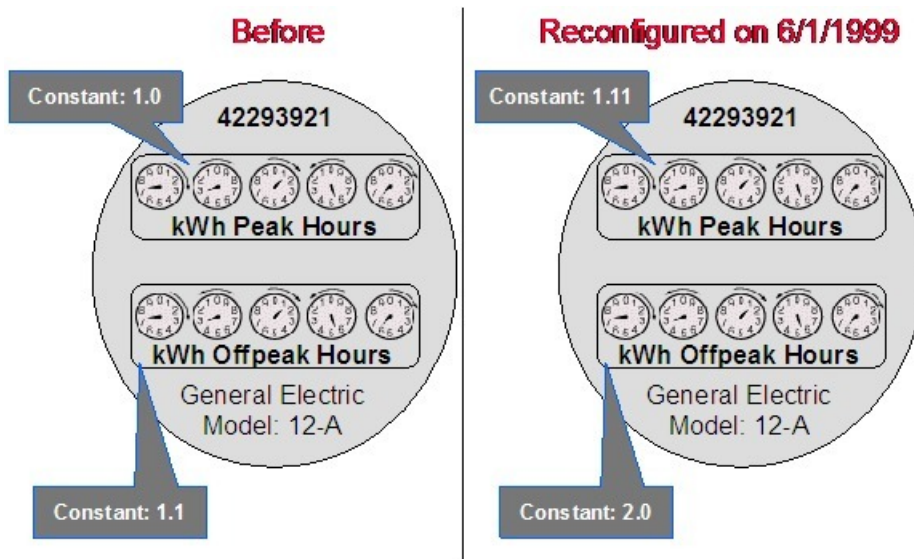 Before
Constant: 1.0
42293921
kWh Peak Hours
kWh Offpeak Hours
General Electric
Model: 12-A
Constant: 1.1
Reconfigured on 6/1/1999
Constant: 1.11
42293921
kWh Peak Hours
kWh Offpeak Hours
General Electric
Model: 12-A
Constant: 2.0